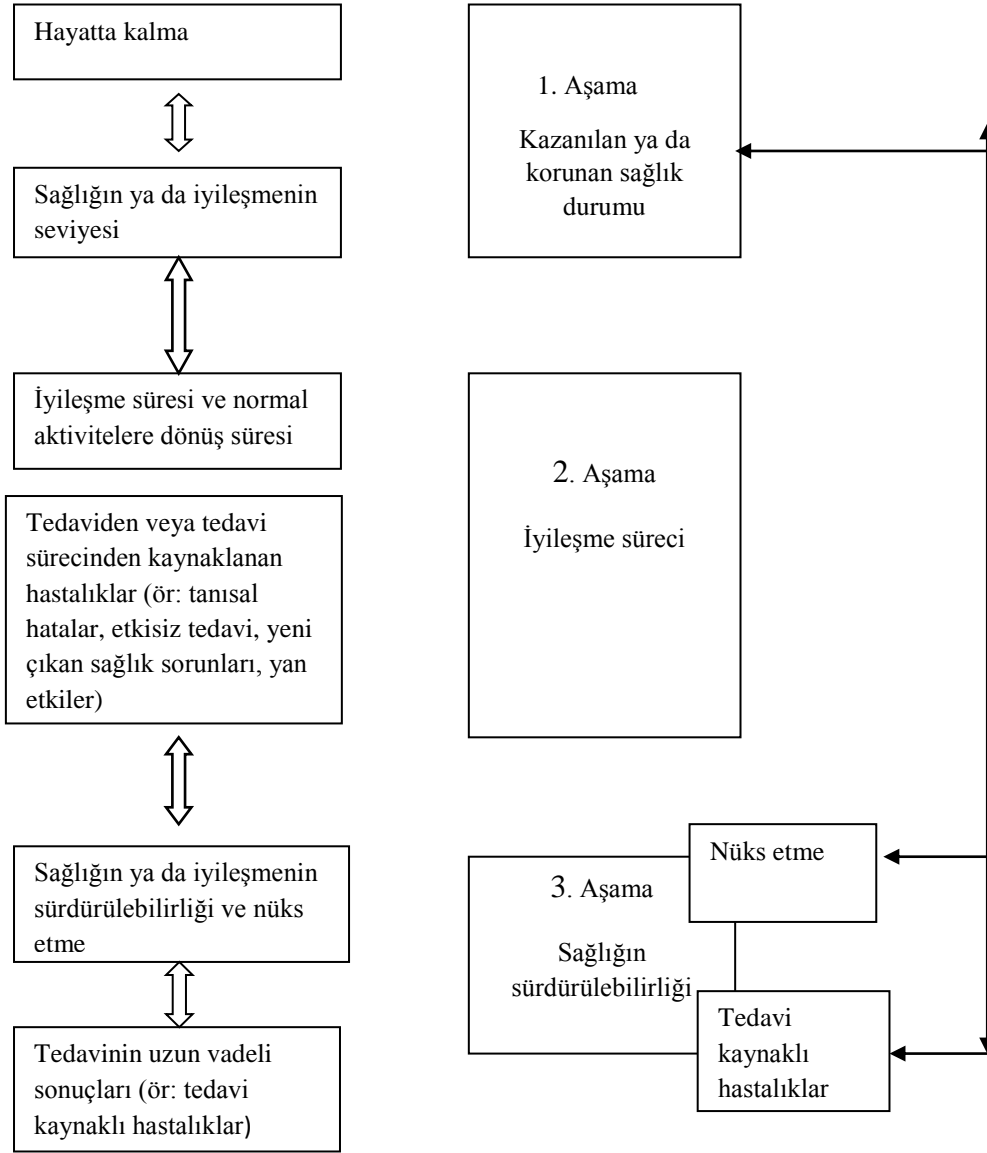 Hayatta kalma
Sağlığın ya da iyileşmenin
seviyesi
İyileşme süresi ve normal
aktivitelere dönüş süresi
Tedaviden veya tedavi
sürecinden kaynaklanan
hastalıklar (ör: tanısal
hatalar, etkisiz tedavi, yeni
çıkan sağlık sorunları, yan
etkiler)
Sağlığın ya da iyileşmenin
sürdürülebilirliği ve nüks
etme
Tedavinin uzun vadeli
sonuçları (ör: tedavi
kaynaklı hastalıklar)
1. Aşama
Kazanılan ya da
korunan sağlık
durumu
2. Aşama
İyileşme süreci
3. Aşama
Sağlığın
sürdürülebilirliği
Nüks etme
Tedavi
kaynaklı
hastalıklar